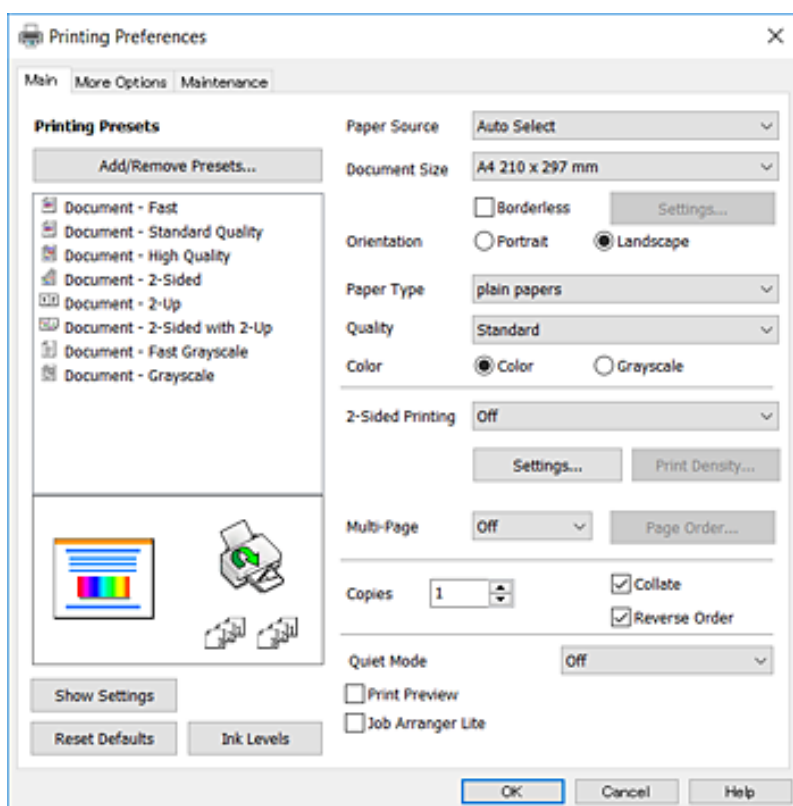 Printing Preferences
Main More Options Maintenance
Printing Presets
Add/Remove Presets...
Document - Fast
Document - Standard Quality
Document - High Quality
Document - 2-Sided
Document - 2-Up
Document - 2-Sided with 2-Up
Document - Fast Grayscale
Document - Grayscale
Show Settings
Reset Defaults Ink Levels
Paper Source Auto Select
Document Size A4 210 x 297 mm
Borderless Settings...
Orientation Portrait Landscape
Paper Type plain papers
Quality Standard
Color Color Grayscale
2-Sided Printing Off
Settings... Print Density...
Multi-Page Off Page Order...
Copies 1 Collate
Reverse Order
Quiet Mode Off
Print Preview
Job Arranger Lite
OK Cancel Help